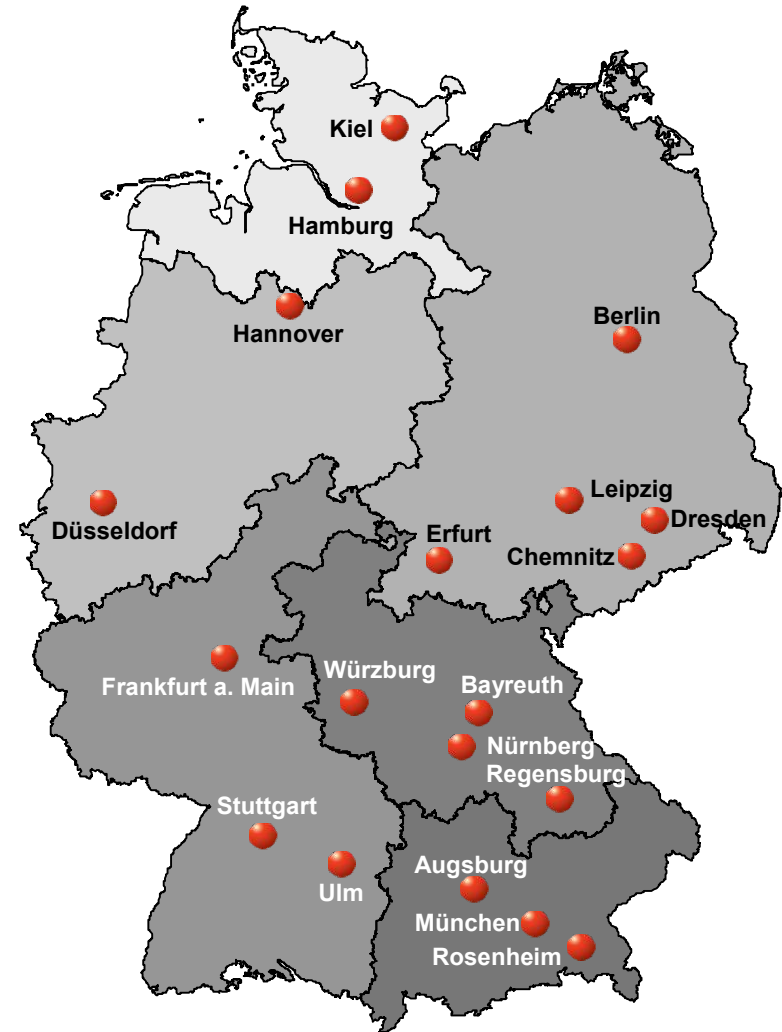 Kiel
Hamburg
Hannover
Berlin
Düsseldorf
Leipzig
Dresden
Erfurt
Chemnitz
Frankfurt a. Main
Würzburg
Bayreuth
Nürnberg
Regensburg
Stuttgart
Ulm
Augsburg
München
Rosenheim